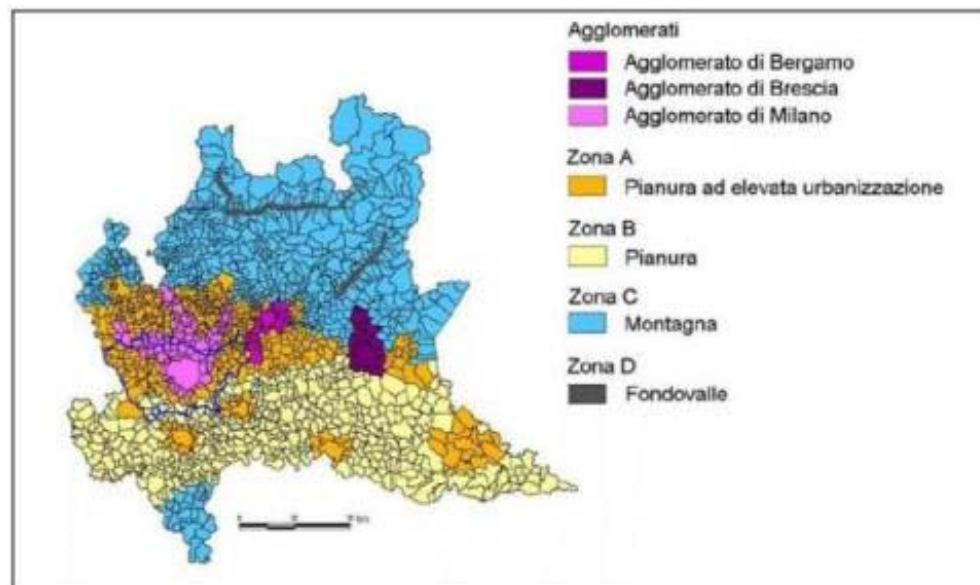 Agglomerati
Agglomerato di Bergamo
Agglomerato di Brescia
Agglomerato di Milano
Zona A
Pianura ad elevata urbanizzazione
Zona B
Pianura
Zona C
Montagna
Zona D
Fondovalle